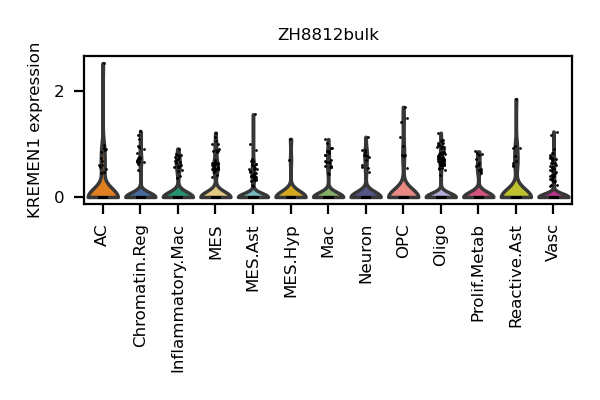 ZH8812bulk
KREMEN1 expression
2
0
AC
Chromatin.Reg
Inflammatory.Mac
MES
MES.Ast
MES.Hyp
Mac
Neuron
OPC
Oligo
Prolif.Metab
Reactive.Ast
Vasc